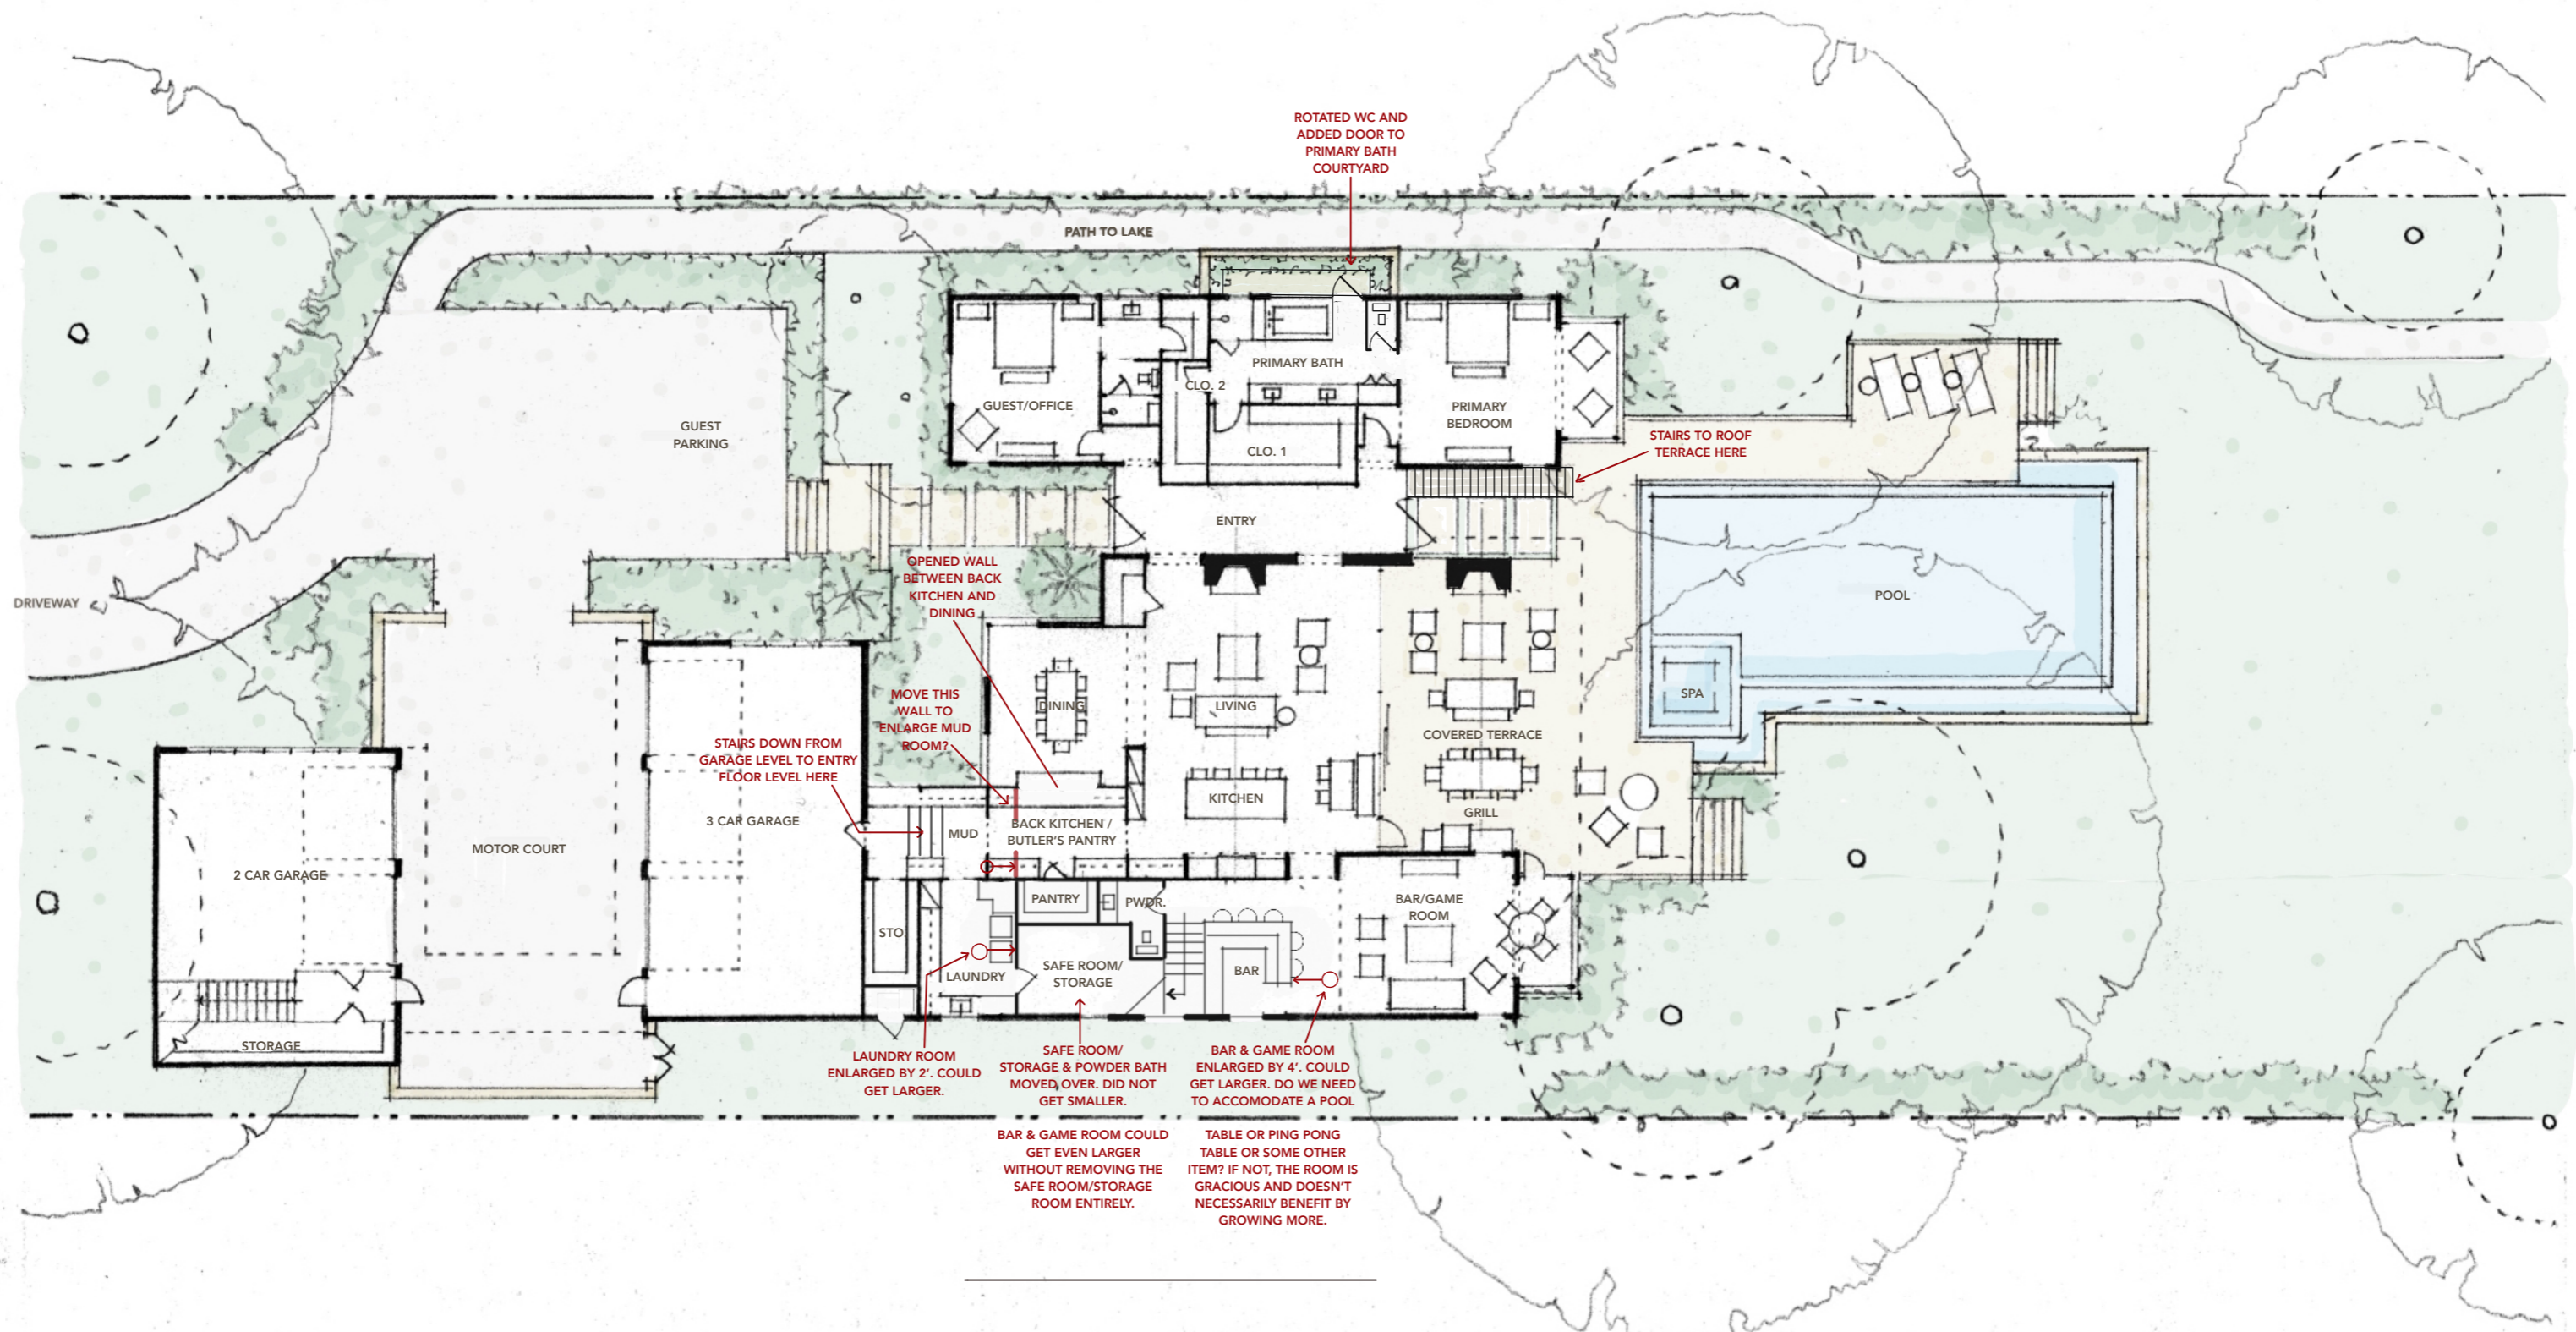 ROTATED WC AND
ADDED DOOR TO
PRIMARY BATH
COURTYARD
PATH TO LAKE
PRIMARY BATH
CLO. 2
GUEST/OFFICE
PRIMARY
BEDROOM
GUEST
PARKING
CLO. 1
STAIRS TO ROOF
TERRACE HERE
ENTRY
OPENED WALL
BETWEEN BACK
KITCHEN AND
DINING
DRIVEWAY
POOL
SPA
MOVE THIS
WALL TO
ENLARGE MUD
ROOM?
DINING
LIVING
COVERED TERRACE
STAIRS DOWN FROM
GARAGE LEVEL TO ENTRY
FLOOR LEVEL HERE
KITCHEN
GRILL
3 CAR GARAGE
MUD
BACK KITCHEN /
BUTLER'S PANTRY
MOTOR COURT
2 CAR GARAGE
PANTRY
PWDR.
BAR/GAME
ROOM
STO.
LAUNDRY
SAFE ROOM/
STORAGE
BAR
STORAGE
LAUNDRY ROOM
ENLARGED BY 2'. COULD
GET LARGER.
SAFE ROOM/
STORAGE & POWDER BATH
MOVED OVER. DID NOT
GET SMALLER.
BAR & GAME ROOM COULD
GET EVEN LARGER
WITHOUT REMOVING THE
SAFE ROOM/STORAGE
ROOM ENTIRELY.
BAR & GAME ROOM
ENLARGED BY 4'. COULD
GET LARGER. DO WE NEED
TO ACCOMODATE A POOL
TABLE OR PING PONG
TABLE OR SOME OTHER
ITEM? IF NOT, THE ROOM IS
GRACIOUS AND DOESN'T
NECESSARILY BENEFIT BY
GROWING MORE.